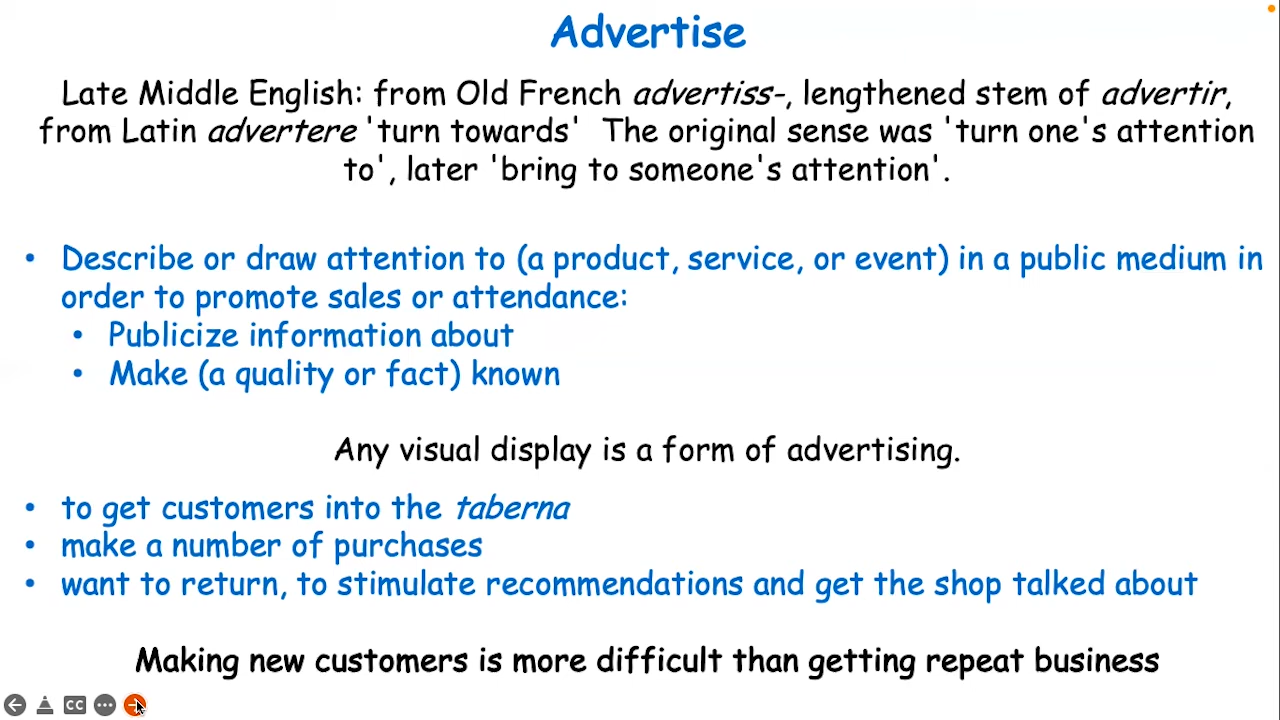 Advertise
Late Middle English: from Old French advertiss-, lengthened stem of advertir,
from Latin advertere 'turn towards'  The original sense was 'turn one's attention
to', later 'bring to someone's attention'.
• Describe or draw attention to (a product, service, or event) in a public medium in
order to promote sales or attendance:
• Publicize information about
• Make (a quality or fact) known
Any visual display is a form of advertising.
• to get customers into the taberna
• make a number of purchases
• want to return, to stimulate recommendations and get the shop talked about
Making new customers is more difficult than getting repeat business
CC